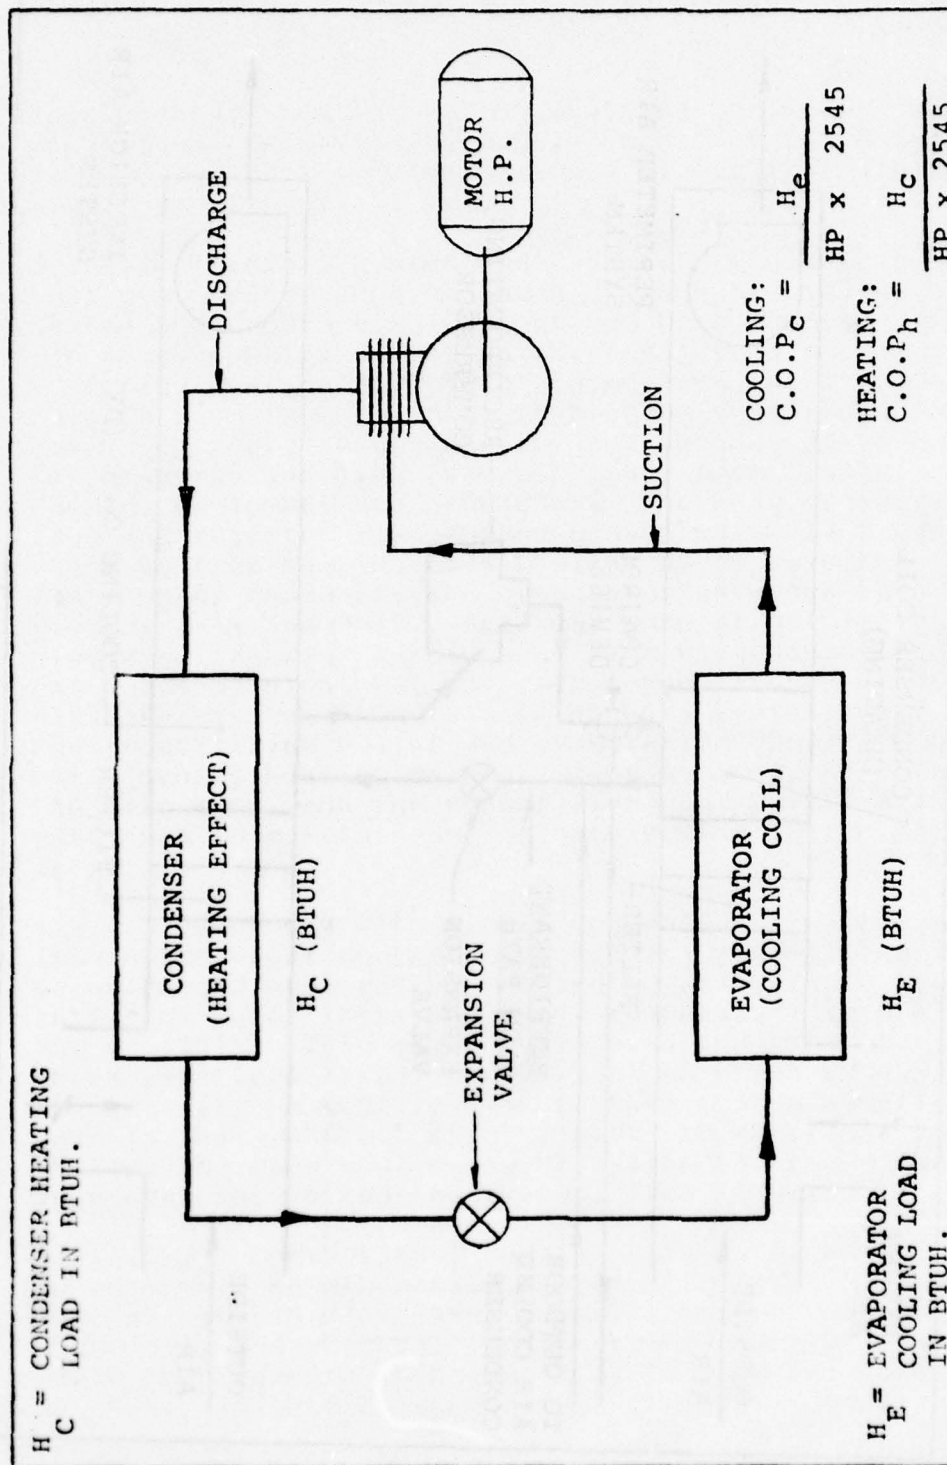 H = CONDENSER HEATING
C LOAD IN BTUH.
CONDENSER
(HEATING EFFECT)
H_C (BTUH)
DISCHARGE
EXPANSION
VALVE
MOTOR
H.P.
SUCTION
EVAPORATOR
(COOLING COIL)
H_E (BTUH)
H_E = EVAPORATOR
COOLING LOAD
IN BTUH.
COOLING:
C.O.P_C = H_e
HP x 2545
HEATING:
C.O.P_h = H_C
HP x 2545